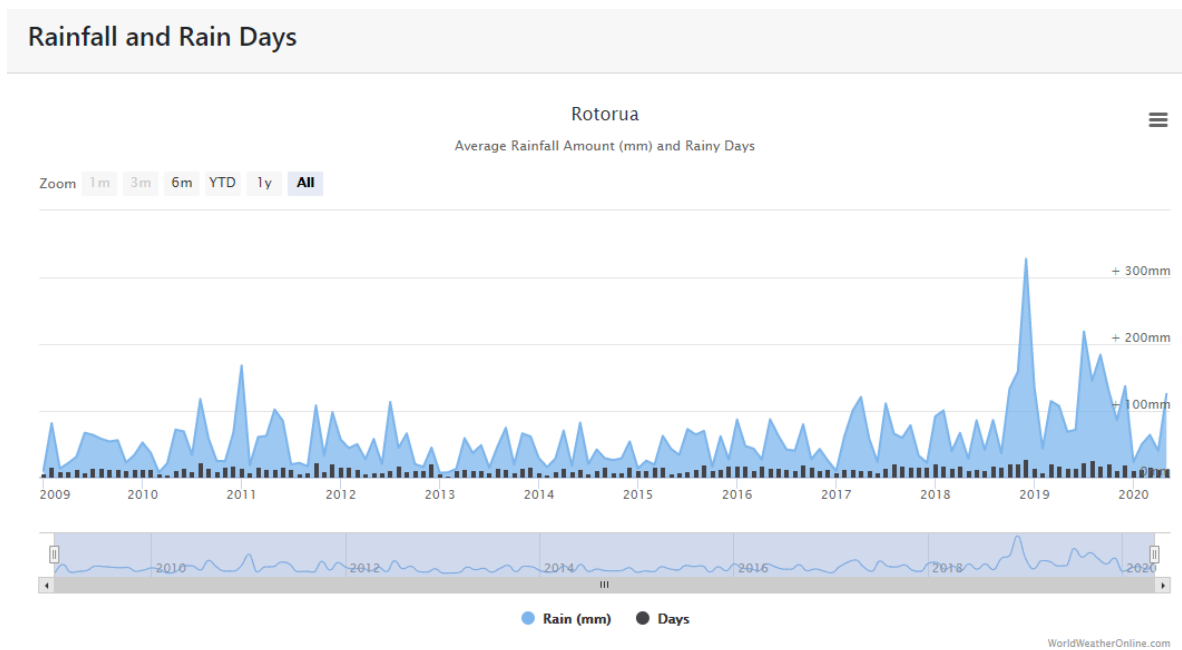 Rainfall and Rain Days
Rotorua
Average Rainfall Amount (mm) and Rainy Days
Zoom 1m 3m 6m YTD 1y All
+ 300mm
+ 200mm
+ 100mm
0mm
2009 2010 2011 2012 2013 2014 2015 2016 2017 2018 2019 2020
2010 2012 2014 2016 2018 2020
Rain (mm) Days
WorldWeatherOnline.com